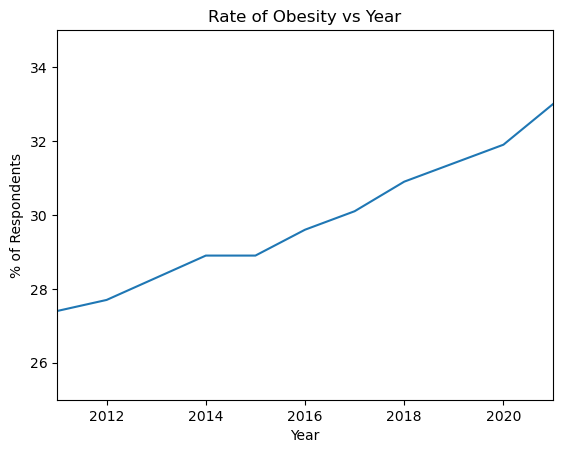 Rate of Obesity vs Year
% of Respondents
34
32
30
28
26
2012 2014 2016 2018 2020
Year